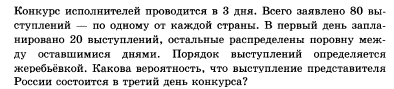 Конкурс исполнителей проводится в 3 дня. Всего заявлено 80 вы-
ступлений — по одному от каждой страны. В первый день запла-
нировано 20 выступлений, остальные распределены поровну меж-
ду оставшимися днями. Порядок выступлений определяется
жеребьёвкой. Какова вероятность, что выступление представителя
России состоится в третий день конкурса?